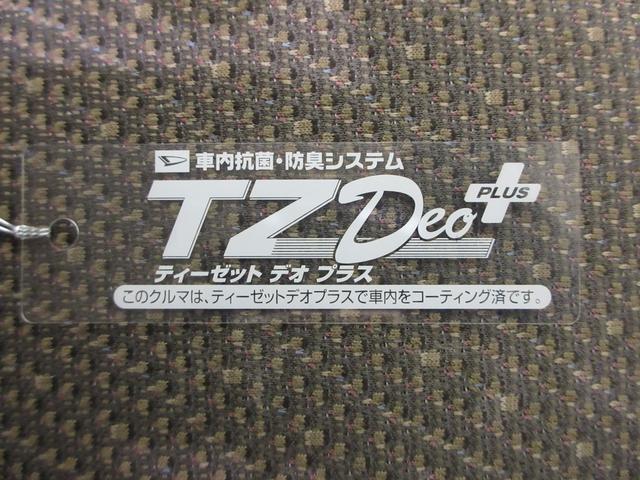 車内抗菌・防臭システム
TZDeo PLUS
ティーゼット デオ プラス
このクルマは、ティーゼットデオプラスで車内をコーティング済です。